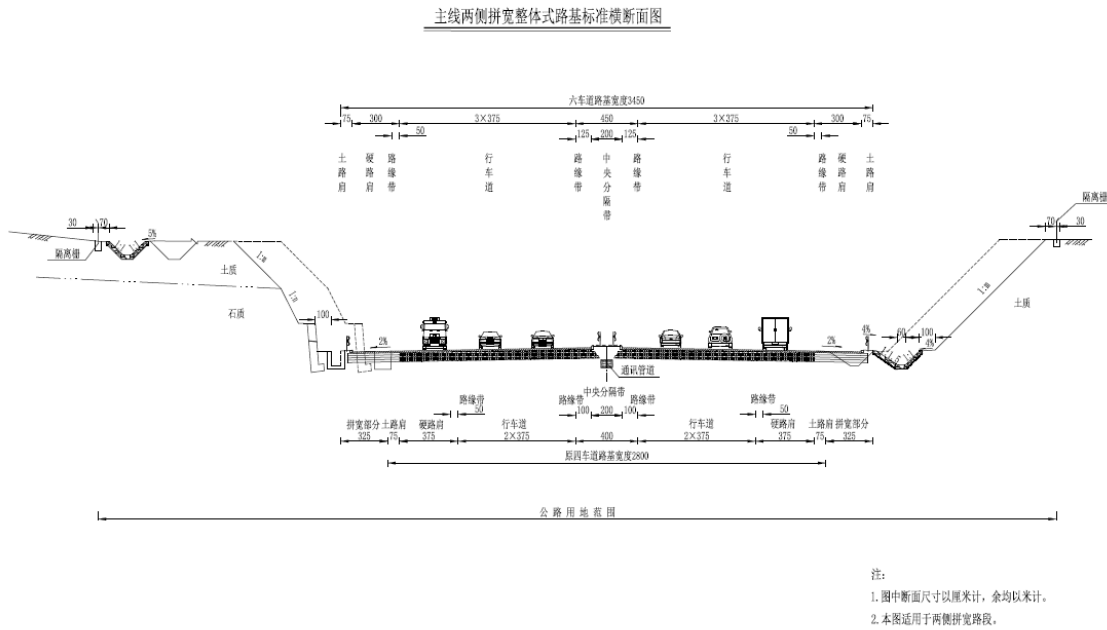 主线两侧拼宽整体式路基标准横断面图
六车道路基宽度3450
75 300 3×375 450 3×375 300 75
50 125 200 125 50
土路肩 硬路肩 路缘带 行车道 路缘带 中央分隔带 路缘带 行车道 路缘带 硬路肩 土路肩
隔离栅
30 70 5% 70 30
隔离栅
土质 1:m 1:m 土质
石质 1:n
100 2% 2% 4% 60 100 4%
通讯管道
中央分隔带
路缘带 路缘带 路缘带 路缘带
50 100 200 100 50
拼宽部分 土路肩 硬路肩 行车道 行车道 硬路肩 土路肩 拼宽部分
325 75 375 2×375 400 2×375 375 75 325
原四车道路基宽度2800
公路用地范围
注:
1.图中断面尺寸以厘米计,余均以米计。
2.本图适用于两侧拼宽路段。